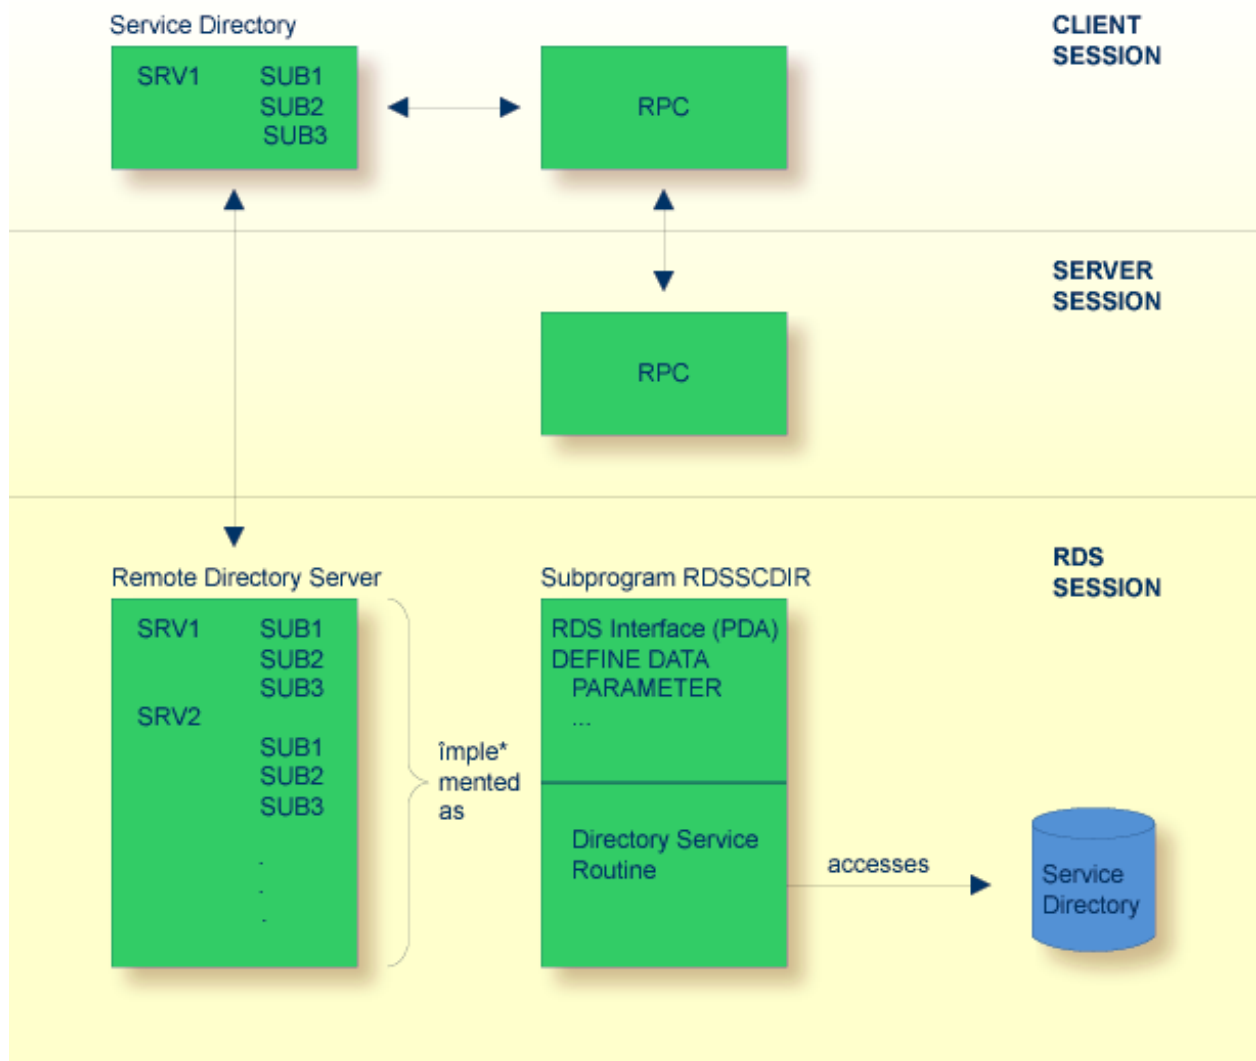 Service Directory
CLIENT
SESSION
SRV1 SUB1
SUB2
SUB3
RPC
SERVER
SESSION
RPC
RDS
SESSION
Remote Directory Server
SRV1 SUB1
SUB2
SUB3
SRV2
SUB1
SUB2
SUB3
.
.
.
împle*
mented
as
Subprogram RDSSCDIR
RDS Interface (PDA)
DEFINE DATA
PARAMETER
...
Directory Service
Routine
accesses
Service
Directory